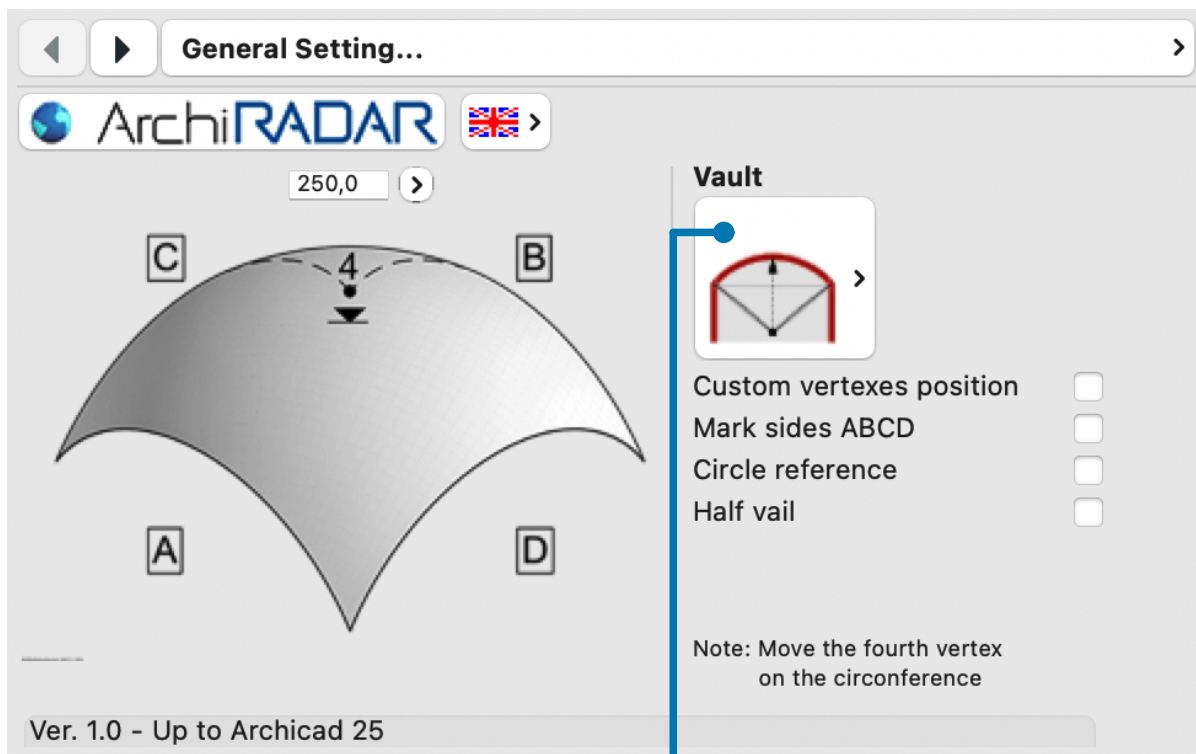 General Setting...
ArchiRADAR
250,0
Vault
C
4
B
Custom vertexes position
Mark sides ABCD
Circle reference
Half vail
A
D
Note: Move the fourth vertex
on the circonference
Ver. 1.0 - Up to Archicad 25